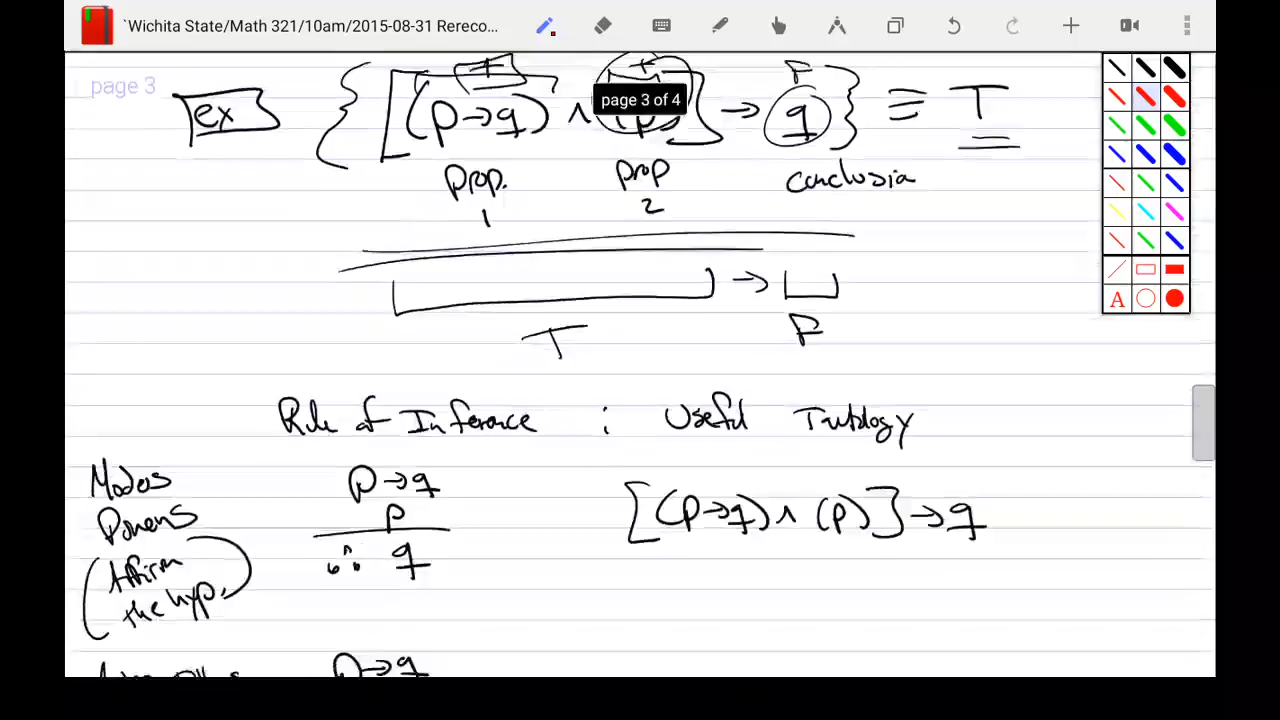 `Wichita State/Math 321/10am/2015-08-31 Rereco...
page 3
T T F
ex { [ (p→q) ∧ (p) ] → q } ≡ T
page 3 of 4
prop. 1 prop 2 conclusion
→
T F
Rule of Inference : Useful Tutology
Modus Ponens (Affirm the hyp.)
p→q
p
∴ q
[(p→q) ∧ (p)] → q
p→q
A